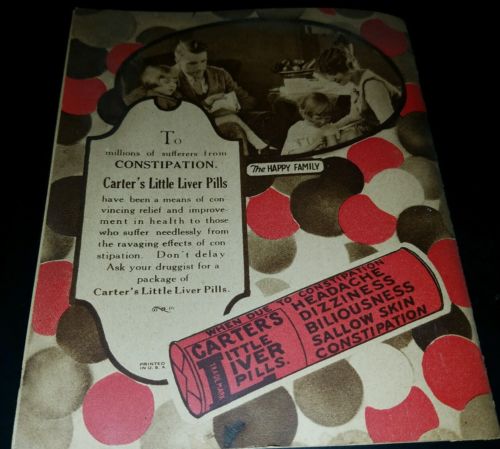 The HAPPY FAMILY
To
millions of sufferers from
CONSTIPATION.
Carter's Little Liver Pills
have been a means of con-
vincing relief and improve-
ment in health to those
who suffer needlessly from
the ravaging effects of con-
stipation. Don't delay
Ask your druggist for a
package of
Carter's Little Liver Pills.
PRINTED
IN U.S.A.
WHEN DUE TO CONSTIPATION
HEADACHE
DIZZINESS
BILIOUSNESS
SALLOW SKIN
CONSTIPATION
CARTER'S
LITTLE
LIVER
PILLS.
TRADE MARK